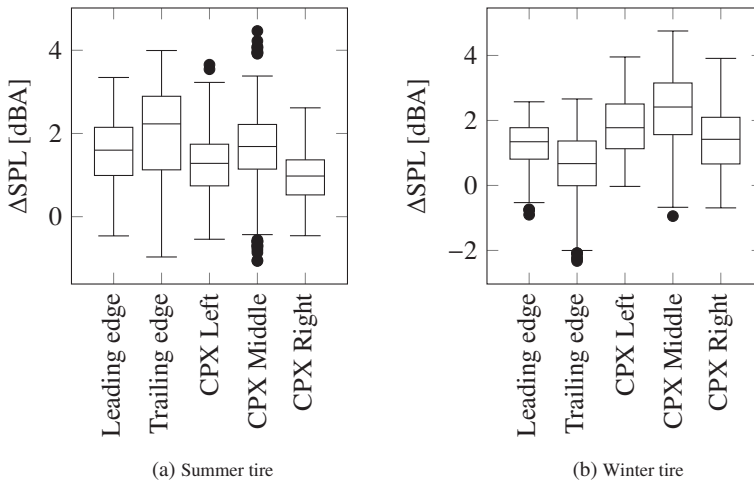 ΔSPL [dBA]
4
2
0
Leading edge
Trailing edge
CPX Left
CPX Middle
CPX Right
(a) Summer tire
ΔSPL [dBA]
4
2
0
−2
Leading edge
Trailing edge
CPX Left
CPX Middle
CPX Right
(b) Winter tire